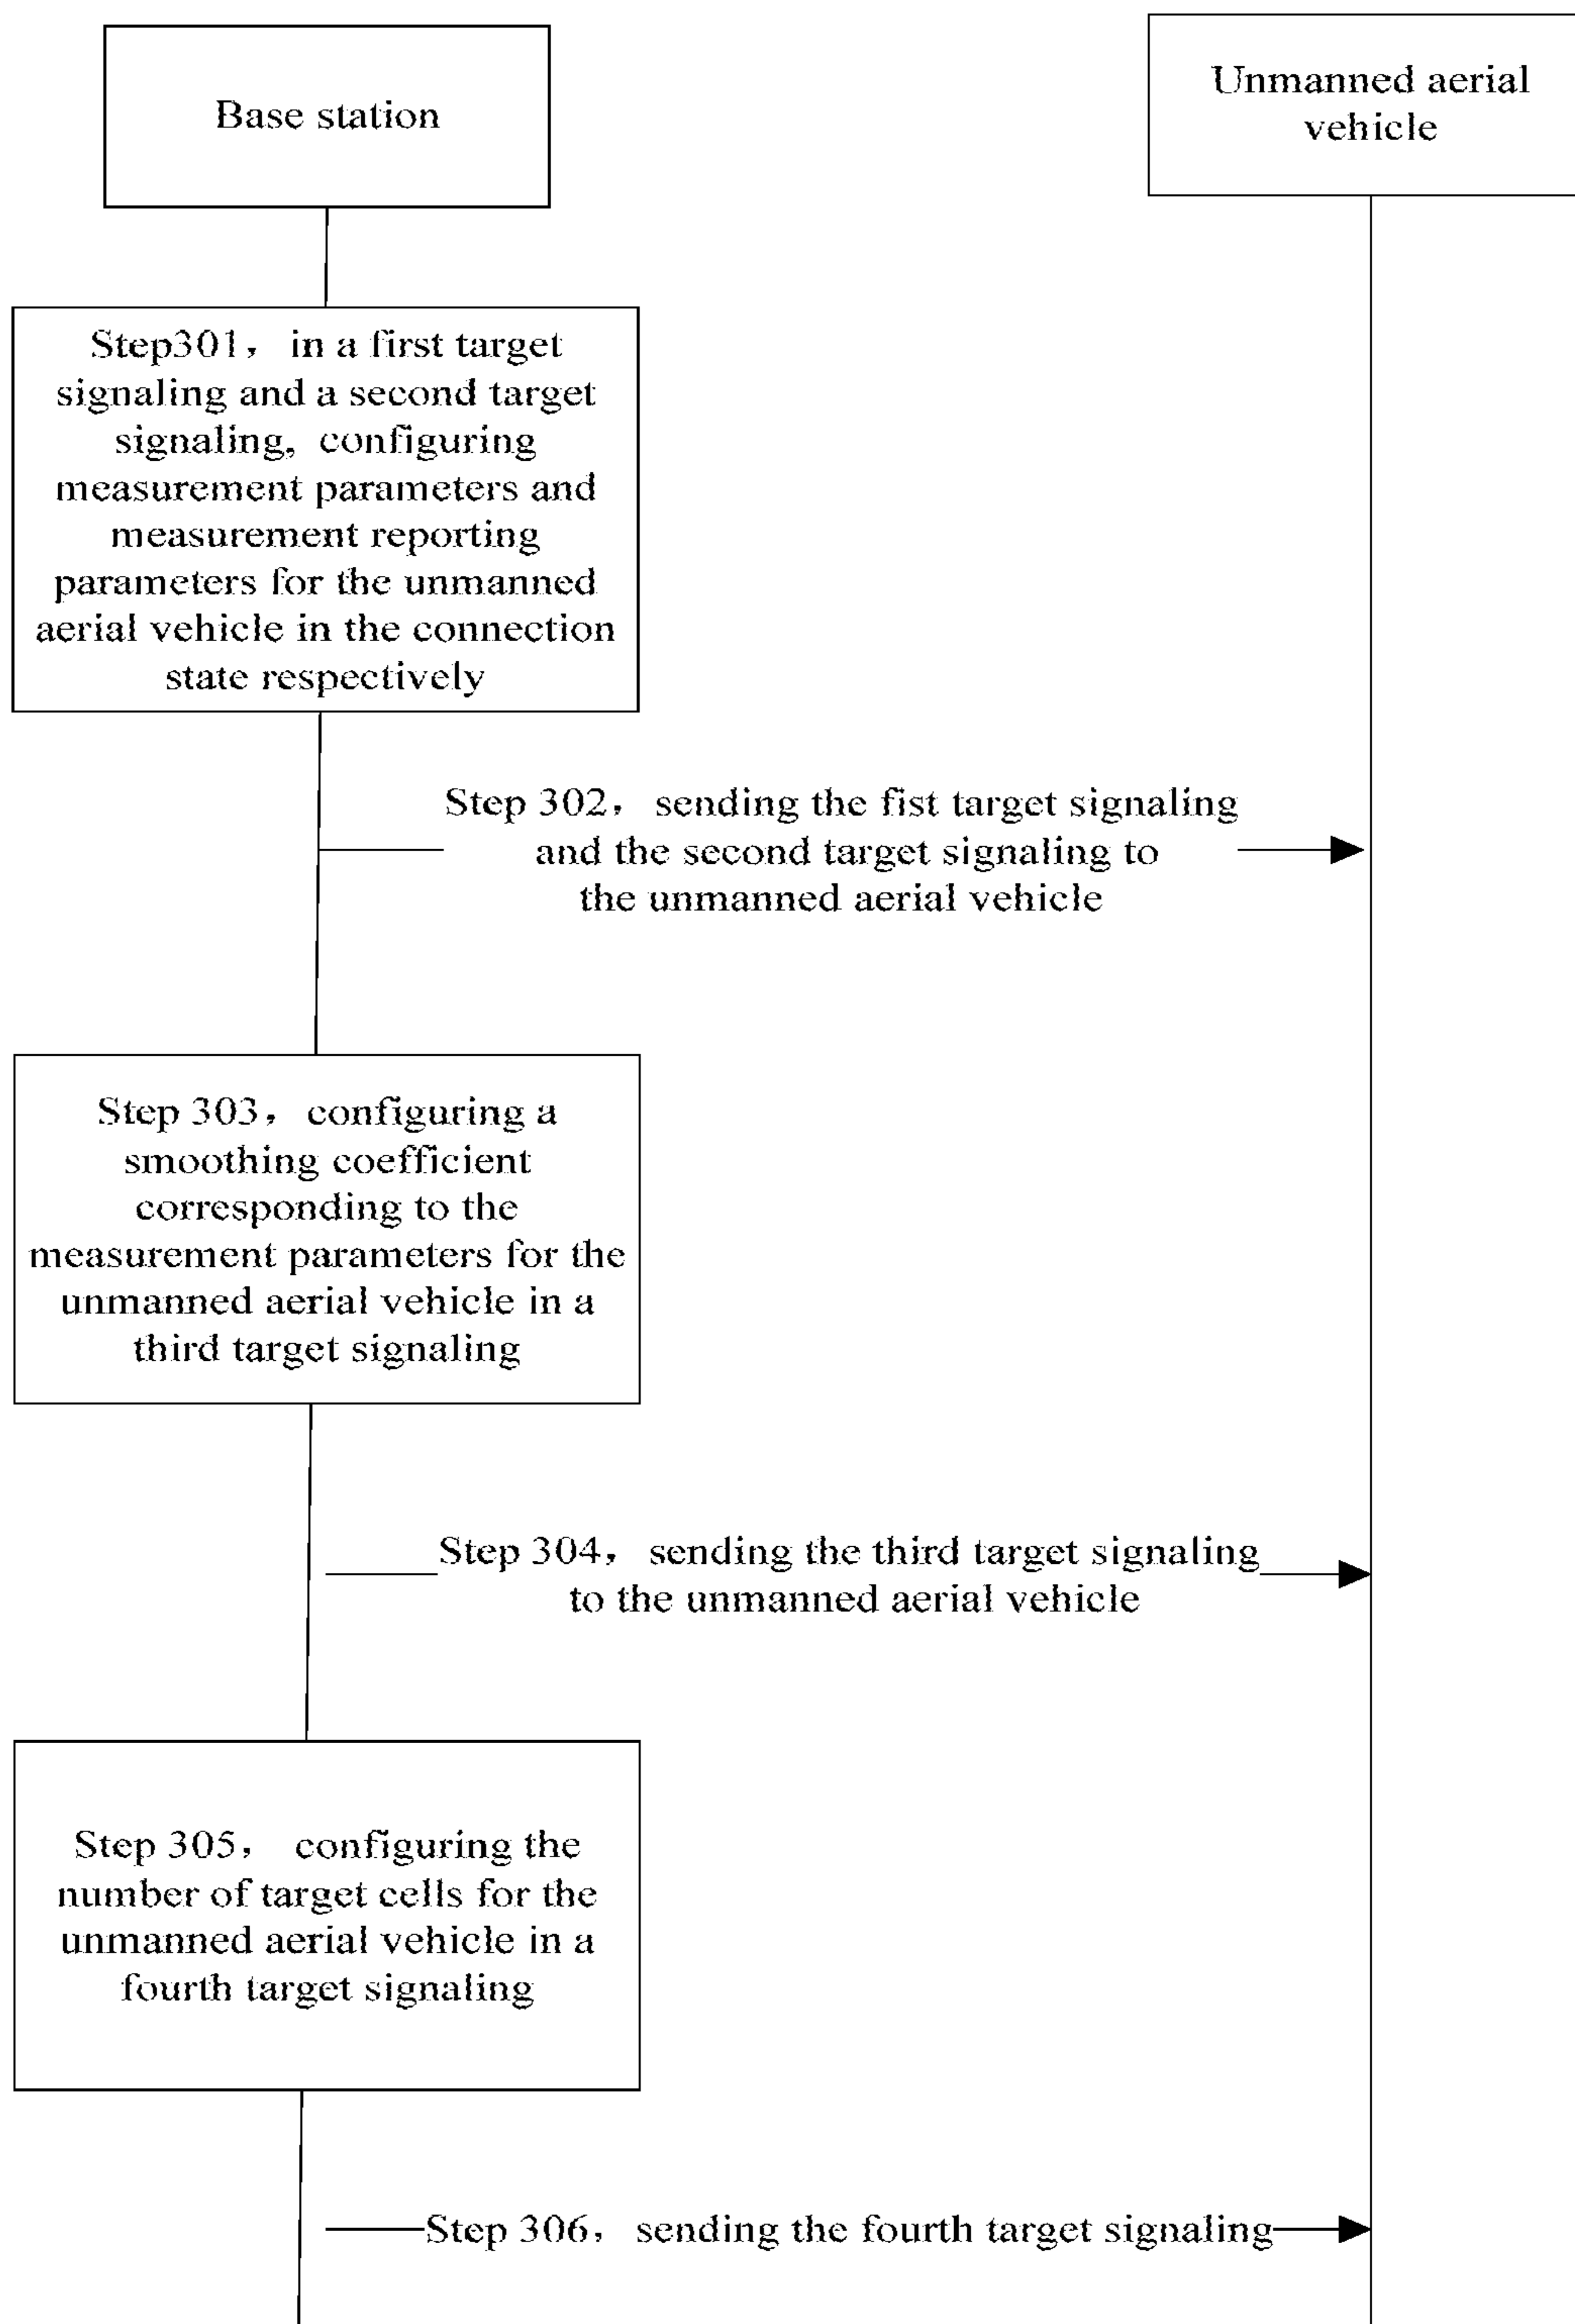 Base station
Unmanned aerial
vehicle
Step301， in a first target
signaling and a second target
signaling, configuring
measurement parameters and
measurement reporting
parameters for the unmanned
aerial vehicle in the connection
state respectively
Step 302， sending the fist target signaling
and the second target signaling to
the unmanned aerial vehicle
Step 303， configuring a
smoothing coefficient
corresponding to the
measurement parameters for the
unmanned aerial vehicle in a
third target signaling
Step 304， sending the third target signaling
to the unmanned aerial vehicle
Step 305， configuring the
number of target cells for the
unmanned aerial vehicle in a
fourth target signaling
Step 306， sending the fourth target signaling